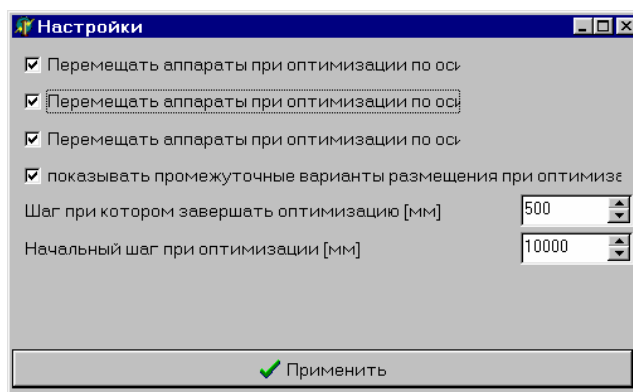 Настройки
Перемещать аппараты при оптимизации по оси
Перемещать аппараты при оптимизации по оси
Перемещать аппараты при оптимизации по оси
показывать промежуточные варианты размещения при оптимиза
Шаг при котором завершать оптимизацию [мм] 500
Начальный шаг при оптимизации [мм] 10000
Применить